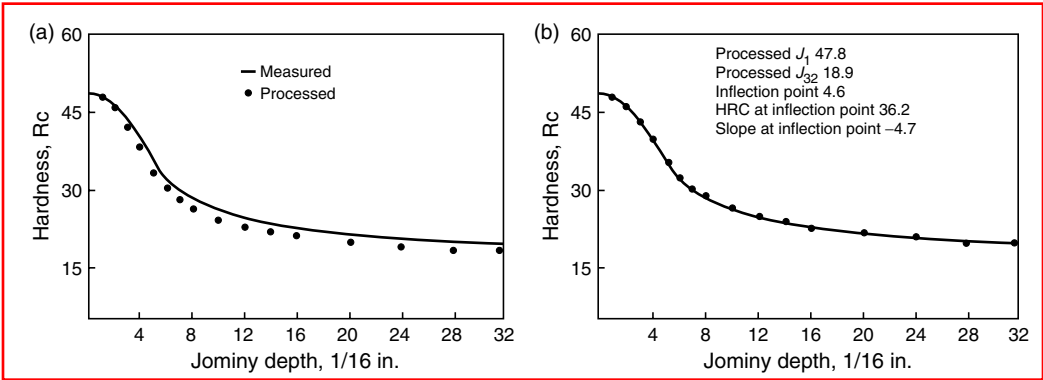 (a)
60
45
30
15
Hardness, Rc
Measured
Processed
4 8 12 16 20 24 28 32
Jominy depth, 1/16 in.
(b)
60
45
30
15
Hardness, Rc
Processed J1 47.8
Processed J32 18.9
Inflection point 4.6
HRC at inflection point 36.2
Slope at inflection point –4.7
4 8 12 16 20 24 28 32
Jominy depth, 1/16 in.